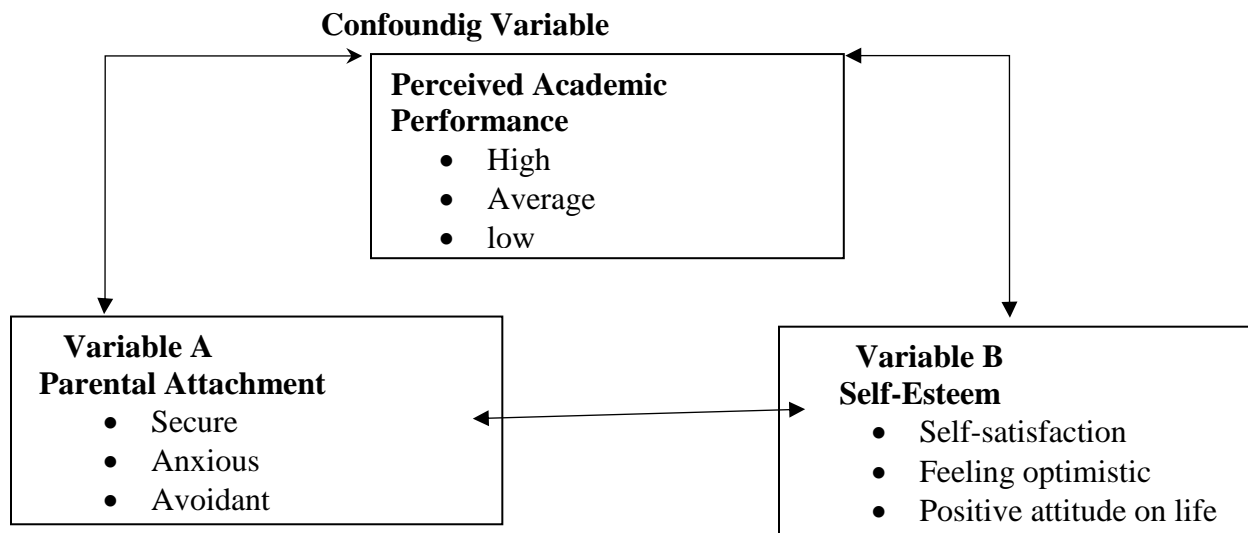 Confoundig Variable
Perceived Academic
Performance
• High
• Average
• low
Variable A
Parental Attachment
• Secure
• Anxious
• Avoidant
Variable B
Self-Esteem
• Self-satisfaction
• Feeling optimistic
• Positive attitude on life